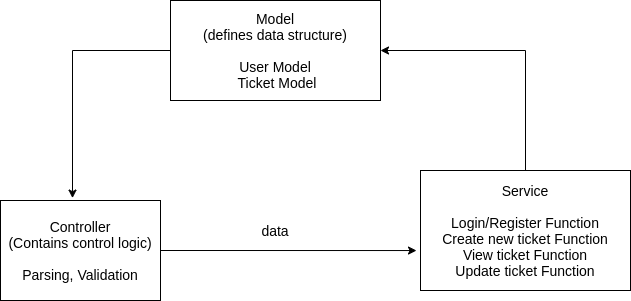 Model
(defines data structure)
User Model
Ticket Model
Controller
(Contains control logic)
Parsing, Validation
data
Service
Login/Register Function
Create new ticket Function
View ticket Function
Update ticket Function